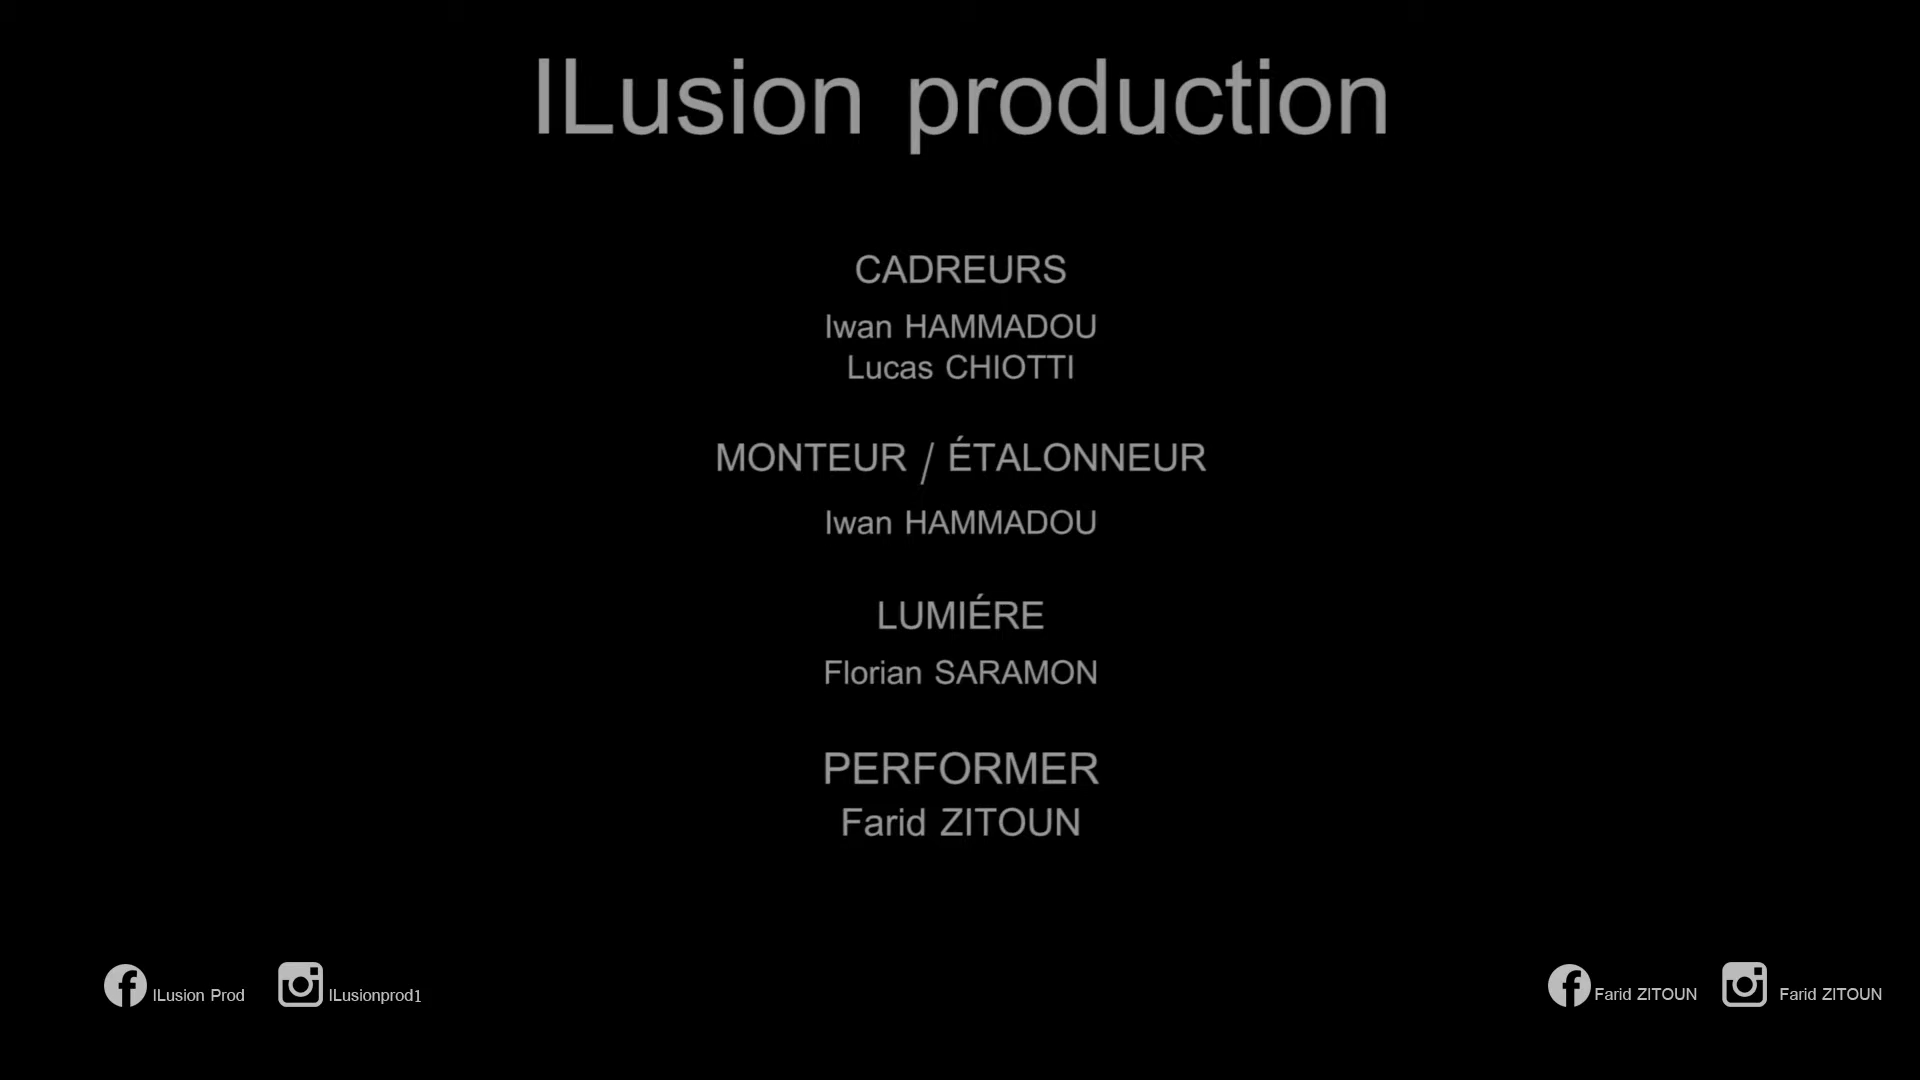 ILusion production
CADREURS
Iwan HAMMADOU
Lucas CHIOTTI
MONTEUR / ÉTALONNEUR
Iwan HAMMADOU
LUMIÉRE
Florian SARAMON
PERFORMER
Farid ZITOUN
ILusion Prod
ILusionprod1
Farid ZITOUN
Farid ZITOUN